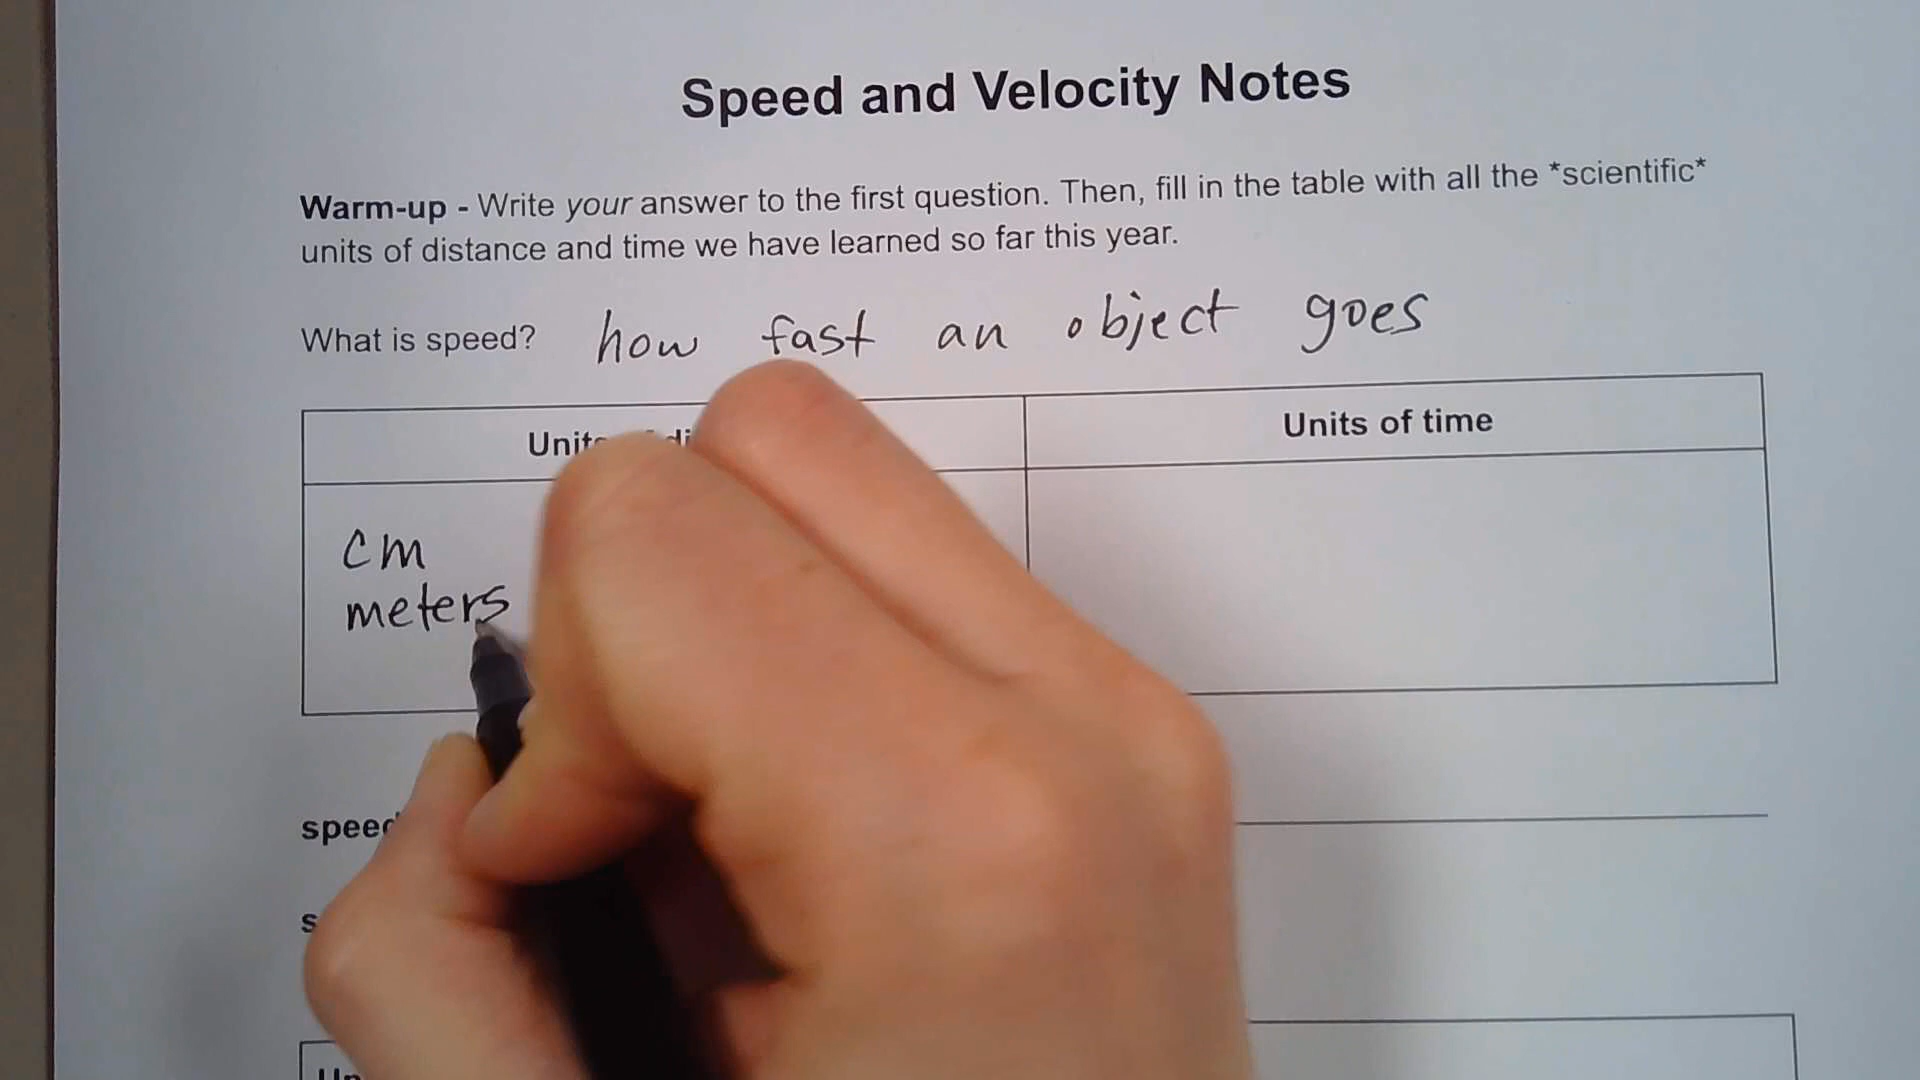 Speed and Velocity Notes
Warm-up - Write your answer to the first question. Then, fill in the table with all the *scientific*
units of distance and time we have learned so far this year.
What is speed? how fast an object goes
Units of time
cm
meters